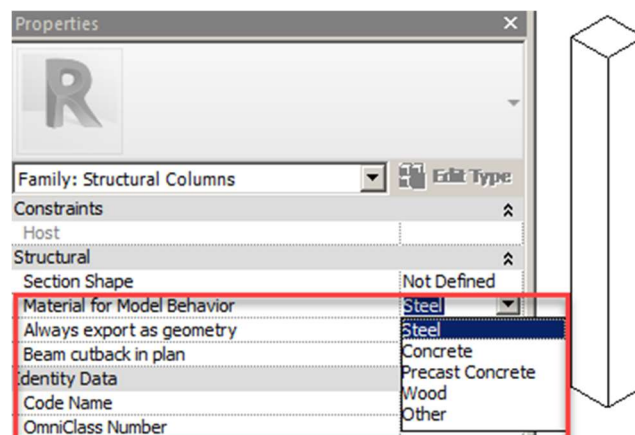 Properties
R
Family: Structural Columns Edit Type
Constraints
Host
Structural
Section Shape Not Defined
Material for Model Behavior Steel
Always export as geometry Steel
Beam cutback in plan Concrete
Precast Concrete
Identity Data Wood
Code Name Other
OmniClass Number